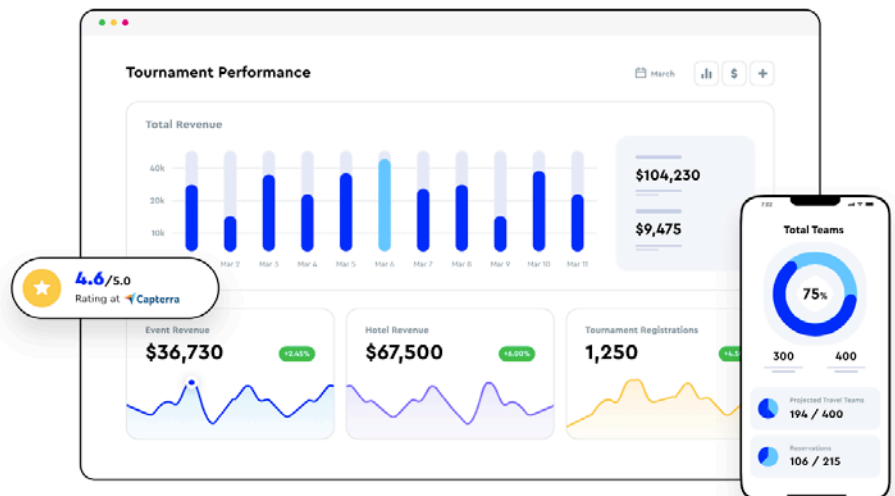 Tournament Performance
March
$
+
Total Revenue
40k
20k
10k
Mar 2
Mar 3
Mar 4
Mar 5
Mar 6
Mar 7
Mar 8
Mar 9
Mar 10
Mar 11
$104,230
$9,475
4.6/5.0
Rating at Capterra
Event Revenue
$36,730
+2.45%
Hotel Revenue
$67,500
+6.00%
Tournament Registrations
1,250
7:22
Total Teams
75%
300
400
Projected Travel Teams
194 / 400
Reservations
106 / 215